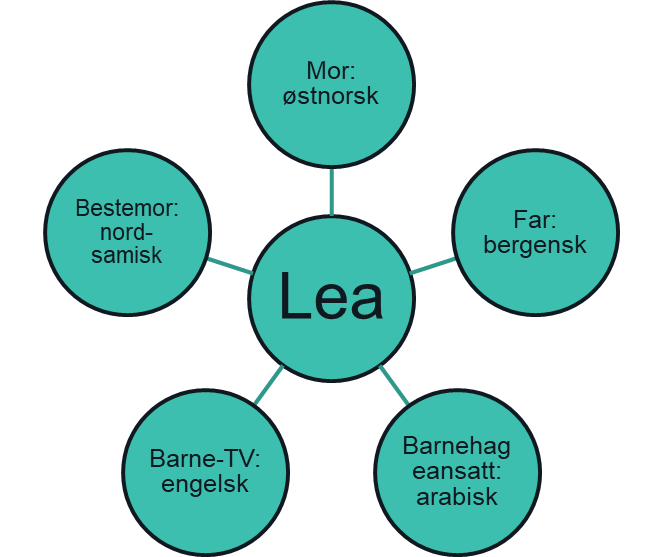 Mor:
østnorsk
Bestemor:
nord-
samisk
Far:
bergensk
Lea
Barne-TV:
engelsk
Barnehag
eansatt:
arabisk